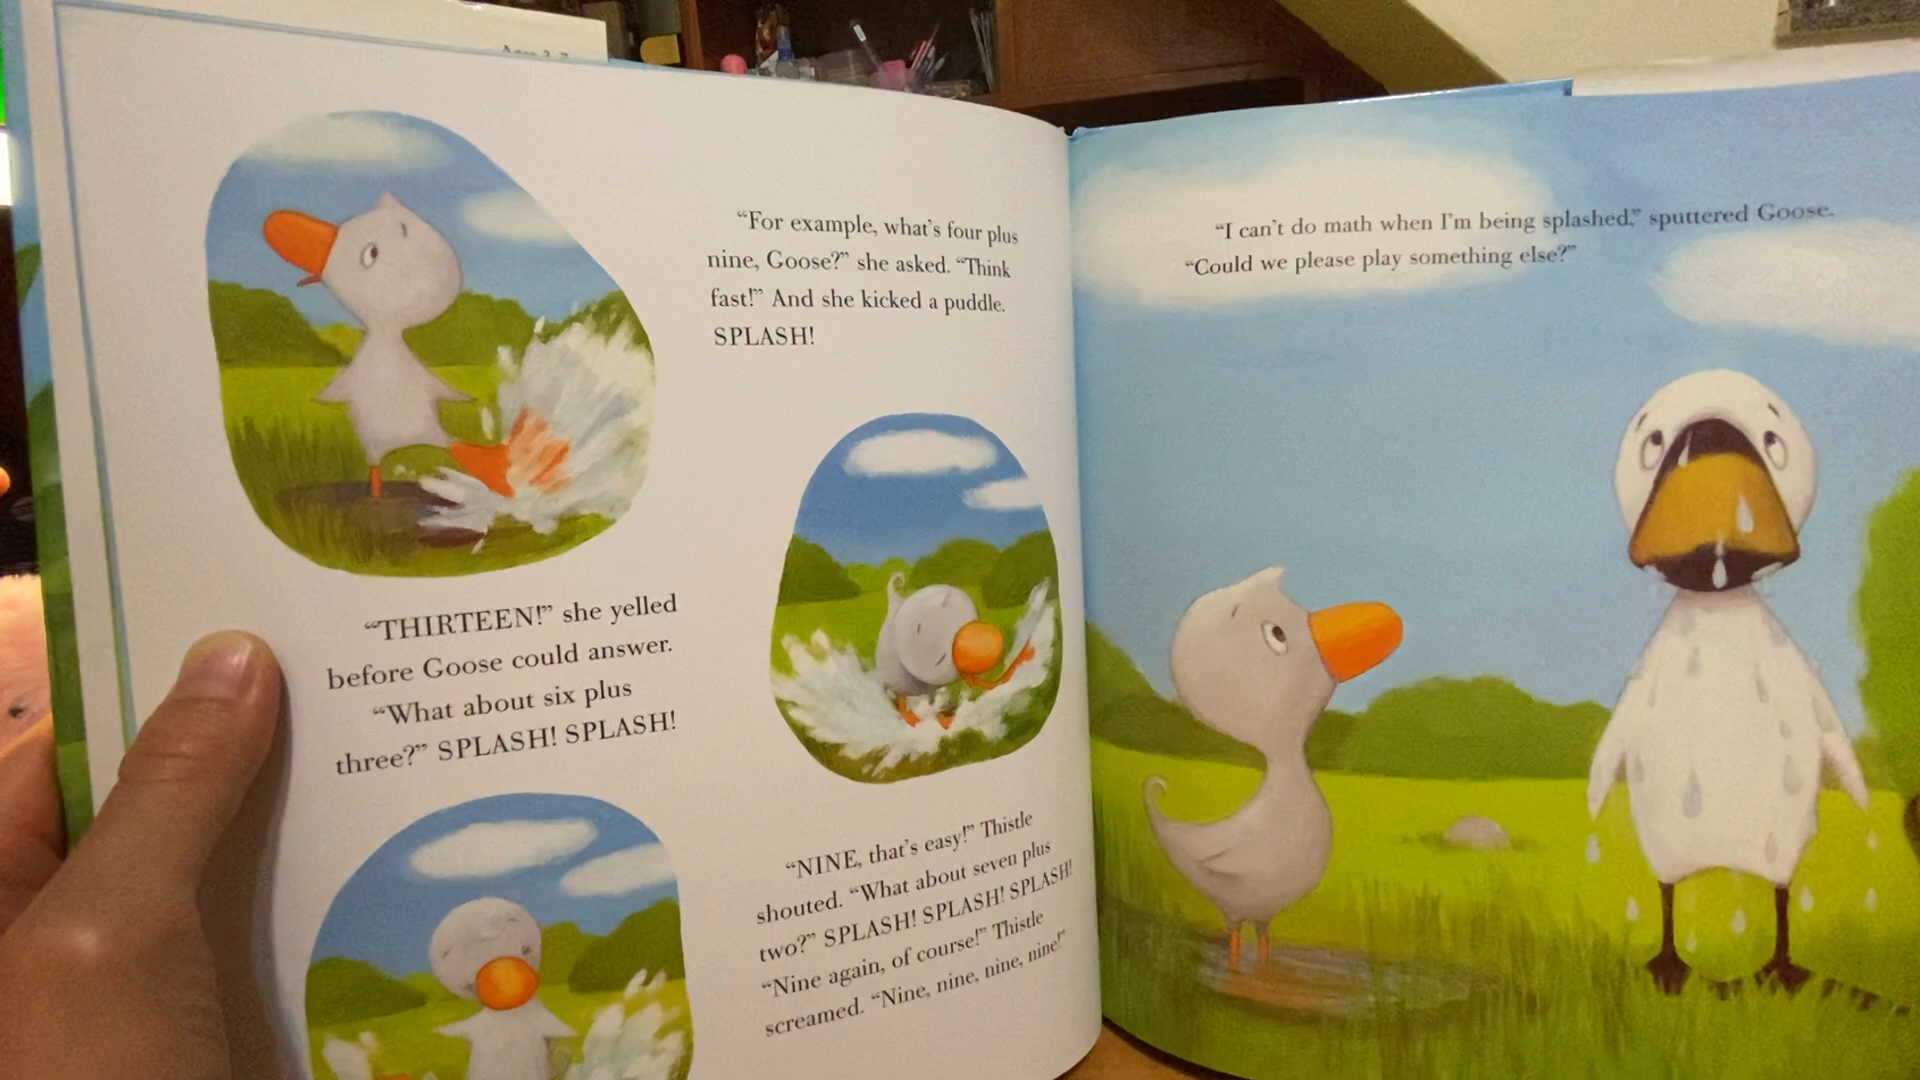 “For example, what’s four plus
nine, Goose?” she asked. “Think
fast!” And she kicked a puddle.
SPLASH!
“THIRTEEN!” she yelled
before Goose could answer.
“What about six plus
three?” SPLASH! SPLASH!
“NINE, that’s easy!” Thistle
shouted. “What about seven plus
two?” SPLASH! SPLASH! SPLASH!
“Nine again, of course!” Thistle
screamed. “Nine, nine, nine, nine!”
“I can’t do math when I’m being splashed,” sputtered Goose.
“Could we please play something else?”